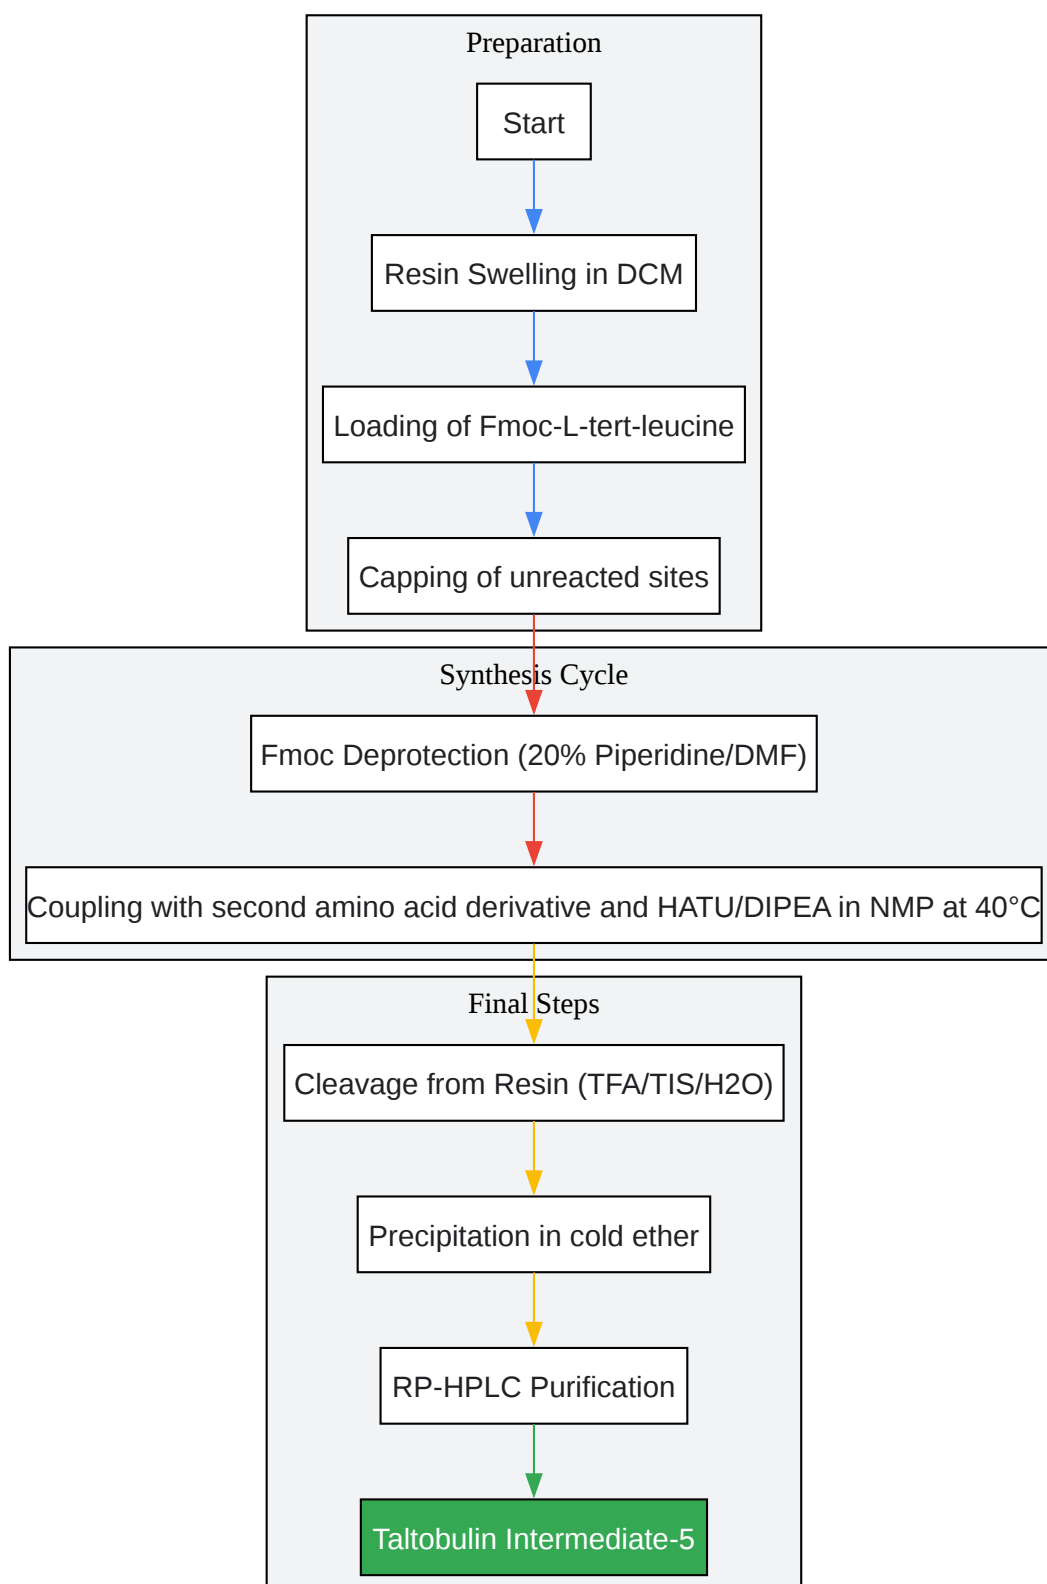 Preparation
Start
Resin Swelling in DCM
Loading of Fmoc-L-tert-leucine
Capping of unreacted sites
Synthesis Cycle
Fmoc Deprotection (20% Piperidine/DMF)
Coupling with second amino acid derivative and HATU/DIPEA in NMP at 40°C
Final Steps
Cleavage from Resin (TFA/TIS/H2O)
Precipitation in cold ether
RP-HPLC Purification
Taltobulin Intermediate-5